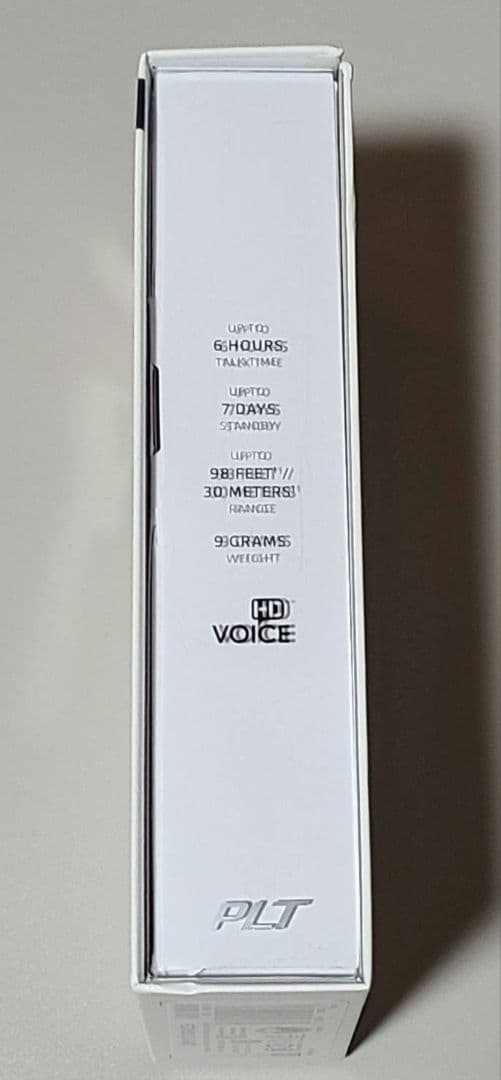 UP TO
6 HOURS
TALK TIME
UP TO
7 DAYS
STANDBY
UP TO
98 FEET /
30 METERS
RANGE
9 GRAMS
WEIGHT
HD
VOICE
PLT